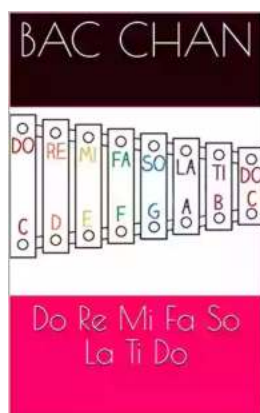 BAC CHAN
DO RE MI FA SO LA TI DO
C D E F G A B C
Do Re Mi Fa So
La Ti Do